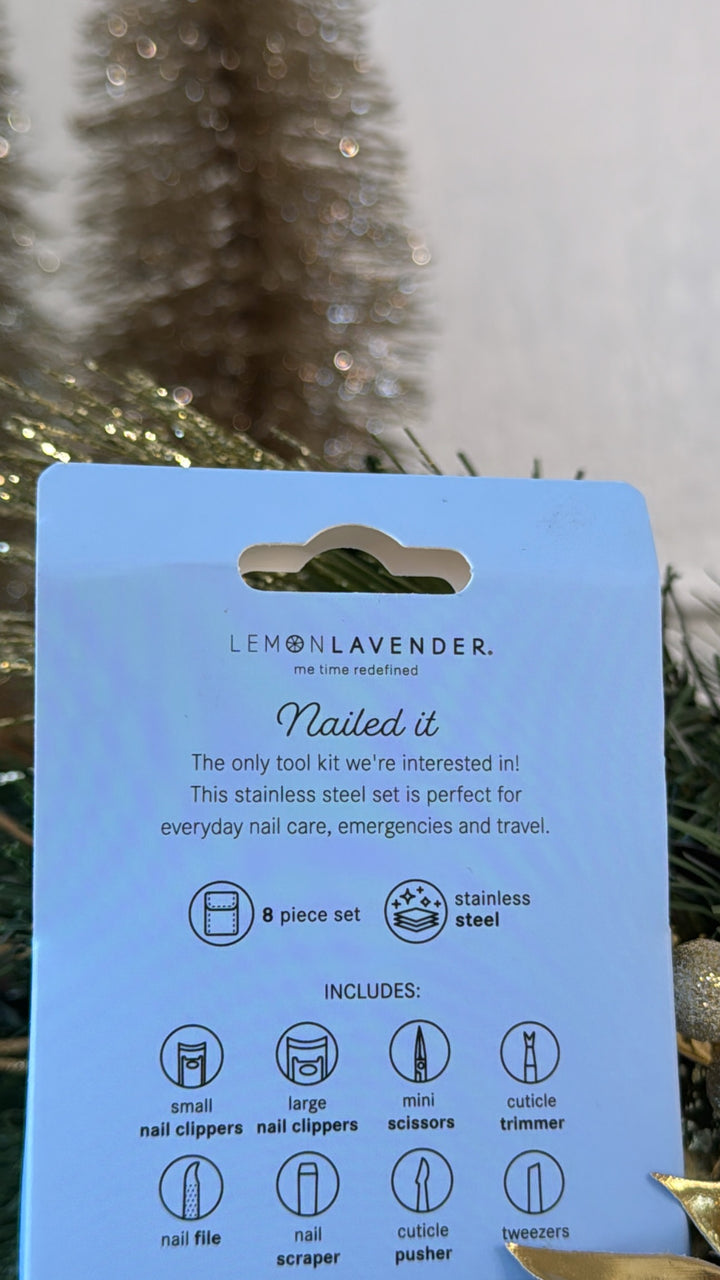 LEMONLAVENDER.
me time redefined
Nailed it
The only tool kit we're interested in!
This stainless steel set is perfect for
everyday nail care, emergencies and travel.
8 piece set
stainless
steel
INCLUDES:
small
nail clippers
large
nail clippers
mini
scissors
cuticle
trimmer
nail file
nail
scraper
cuticle
pusher
tweezers